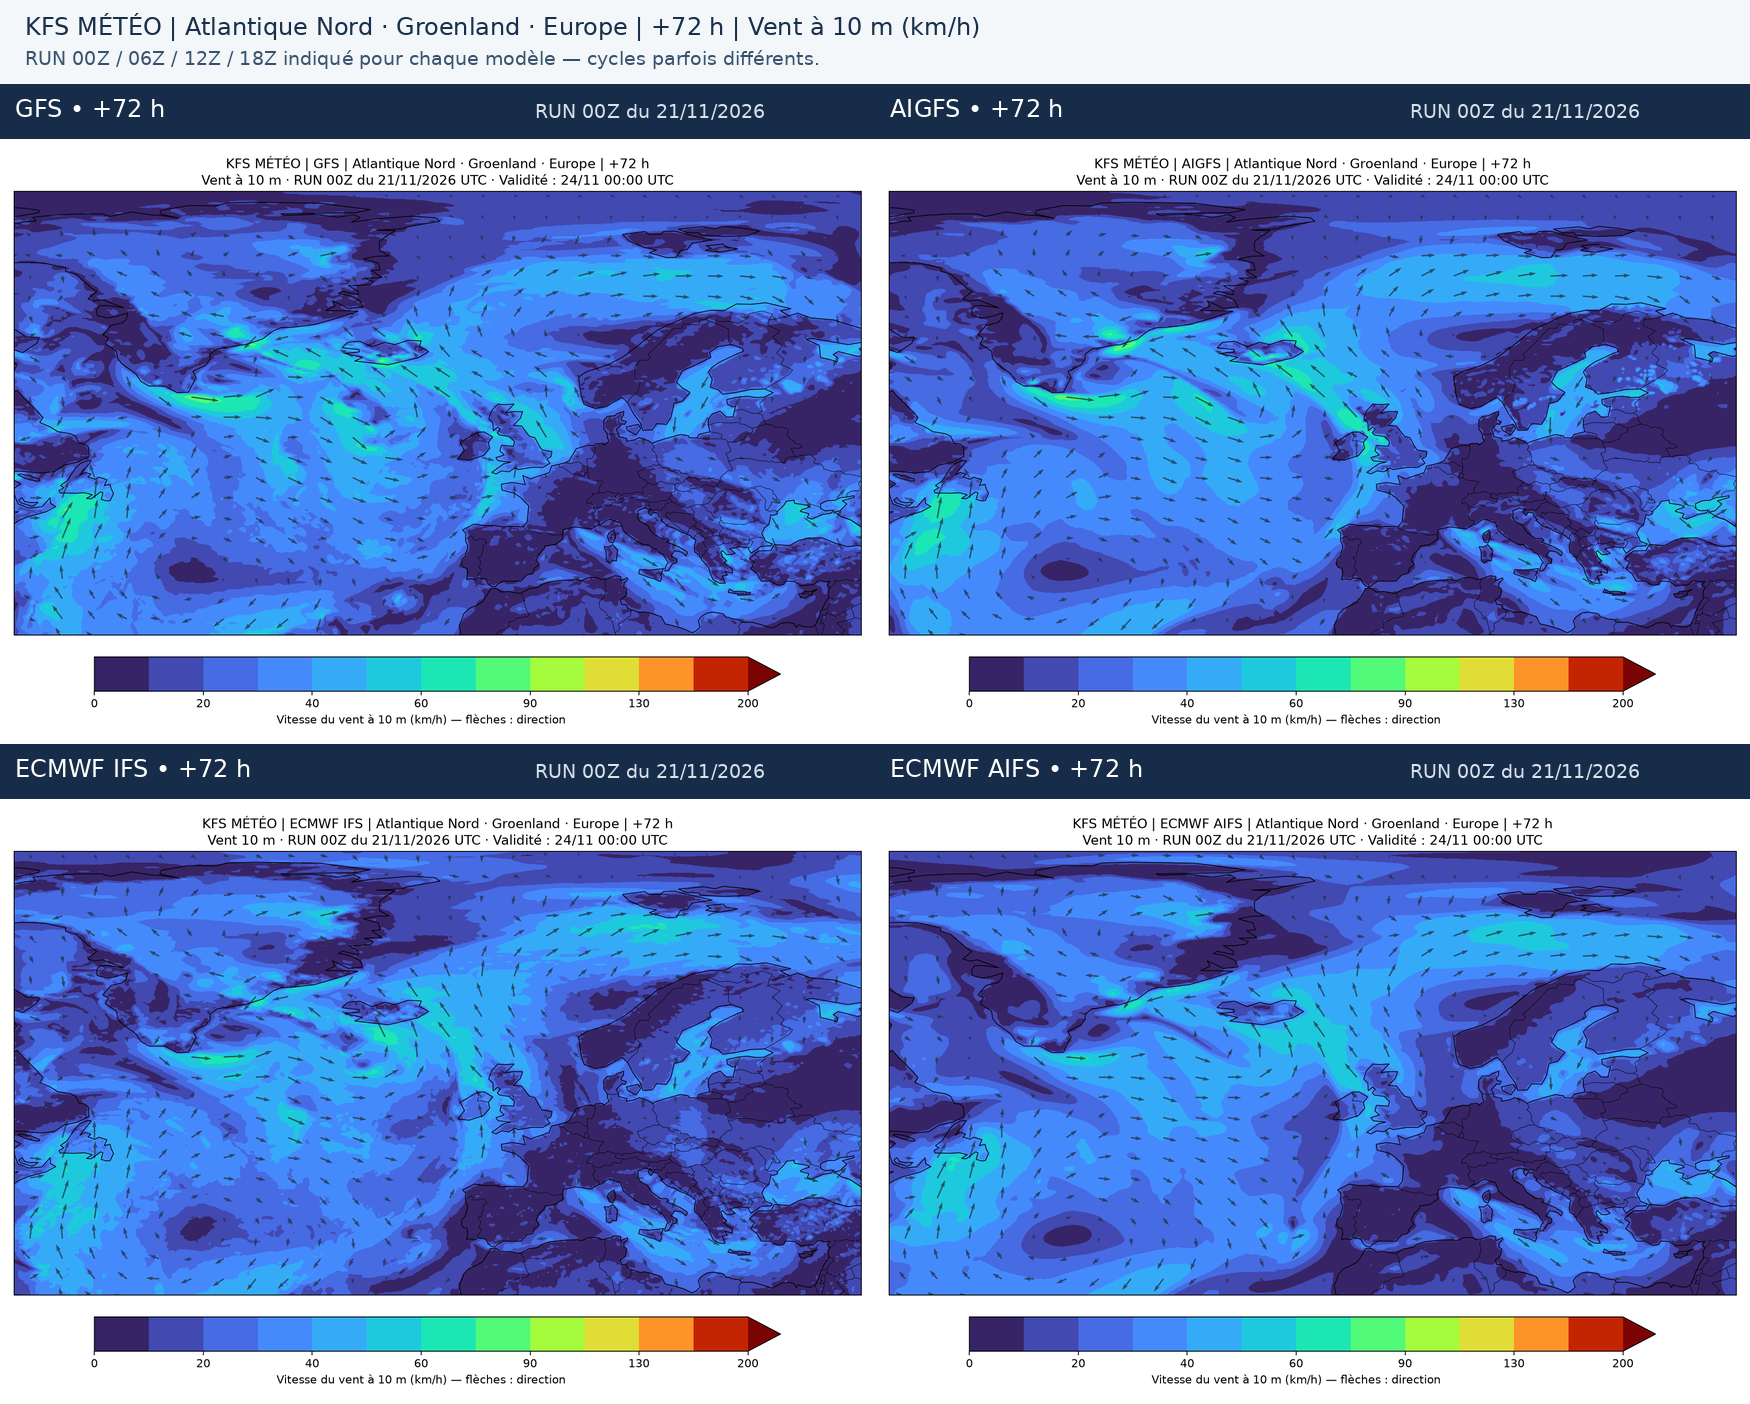 KFS MÉTÉO | Atlantique Nord · Groenland · Europe | +72 h | Vent à 10 m (km/h)
RUN 00Z / 06Z / 12Z / 18Z indiqué pour chaque modèle — cycles parfois différents.
GFS • +72 h
RUN 00Z du 21/11/2026
KFS MÉTÉO | GFS | Atlantique Nord · Groenland · Europe | +72 h
Vent à 10 m · RUN 00Z du 21/11/2026 UTC · Validité : 24/11 00:00 UTC
0 20 40 60 90 130 200
Vitesse du vent à 10 m (km/h) — flèches : direction
AIGFS • +72 h
RUN 00Z du 21/11/2026
KFS MÉTÉO | AIGFS | Atlantique Nord · Groenland · Europe | +72 h
Vent à 10 m · RUN 00Z du 21/11/2026 UTC · Validité : 24/11 00:00 UTC
0 20 40 60 90 130 200
Vitesse du vent à 10 m (km/h) — flèches : direction
ECMWF IFS • +72 h
RUN 00Z du 21/11/2026
KFS MÉTÉO | ECMWF IFS | Atlantique Nord · Groenland · Europe | +72 h
Vent 10 m · RUN 00Z du 21/11/2026 UTC · Validité : 24/11 00:00 UTC
0 20 40 60 90 130 200
Vitesse du vent à 10 m (km/h) — flèches : direction
ECMWF AIFS • +72 h
RUN 00Z du 21/11/2026
KFS MÉTÉO | ECMWF AIFS | Atlantique Nord · Groenland · Europe | +72 h
Vent 10 m · RUN 00Z du 21/11/2026 UTC · Validité : 24/11 00:00 UTC
0 20 40 60 90 130 200
Vitesse du vent à 10 m (km/h) — flèches : direction